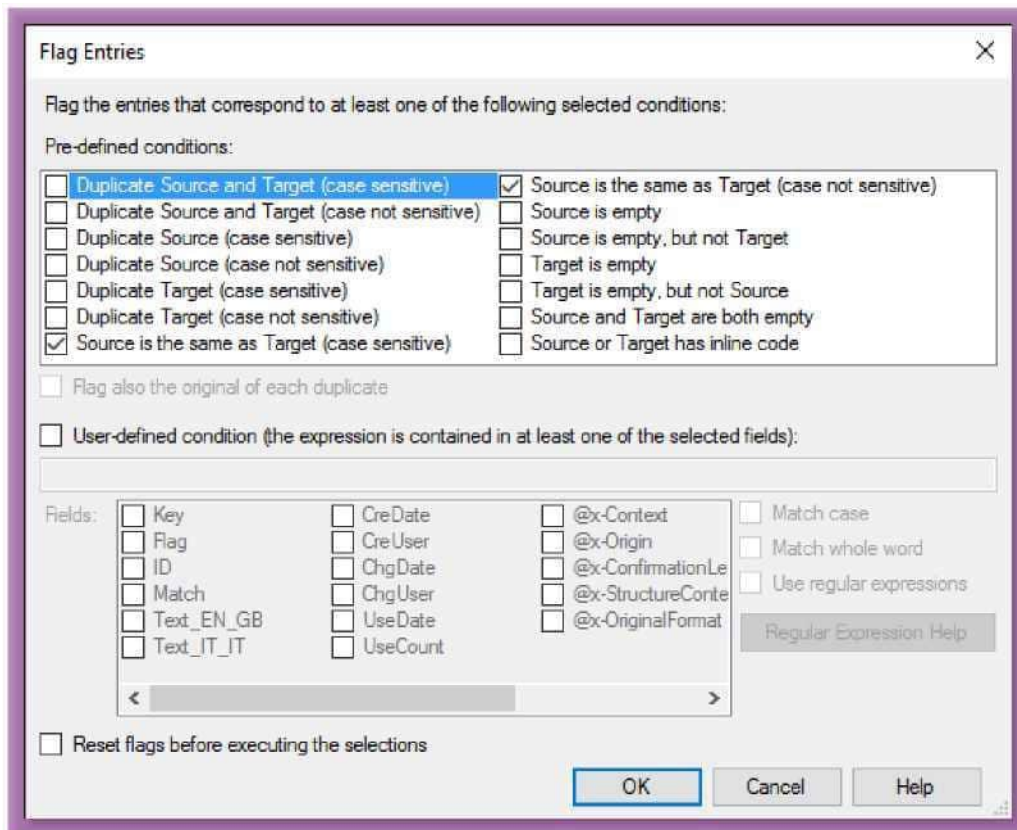 Flag Entries
Flag the entries that correspond to at least one of the following selected conditions:
Pre-defined conditions:
Duplicate Source and Target (case sensitive)
Duplicate Source and Target (case not sensitive)
Duplicate Source (case sensitive)
Duplicate Source (case not sensitive)
Duplicate Target (case sensitive)
Duplicate Target (case not sensitive)
Source is the same as Target (case sensitive)
Source is the same as Target (case not sensitive)
Source is empty
Source is empty, but not Target
Target is empty
Target is empty, but not Source
Source and Target are both empty
Source or Target has inline code
Flag also the original of each duplicate
User-defined condition (the expression is contained in at least one of the selected fields):
Fields:
Key
Flag
ID
Match
Text_EN_GB
Text_IT_IT
CreDate
CreUser
ChgDate
ChgUser
UseDate
UseCount
@x-Context
@x-Origin
@x-ConfirmationLe
@x-StructureConte
@x-OriginalFormat
Match case
Match whole word
Use regular expressions
Regular Expression Help
Reset flags before executing the selections
OK
Cancel
Help